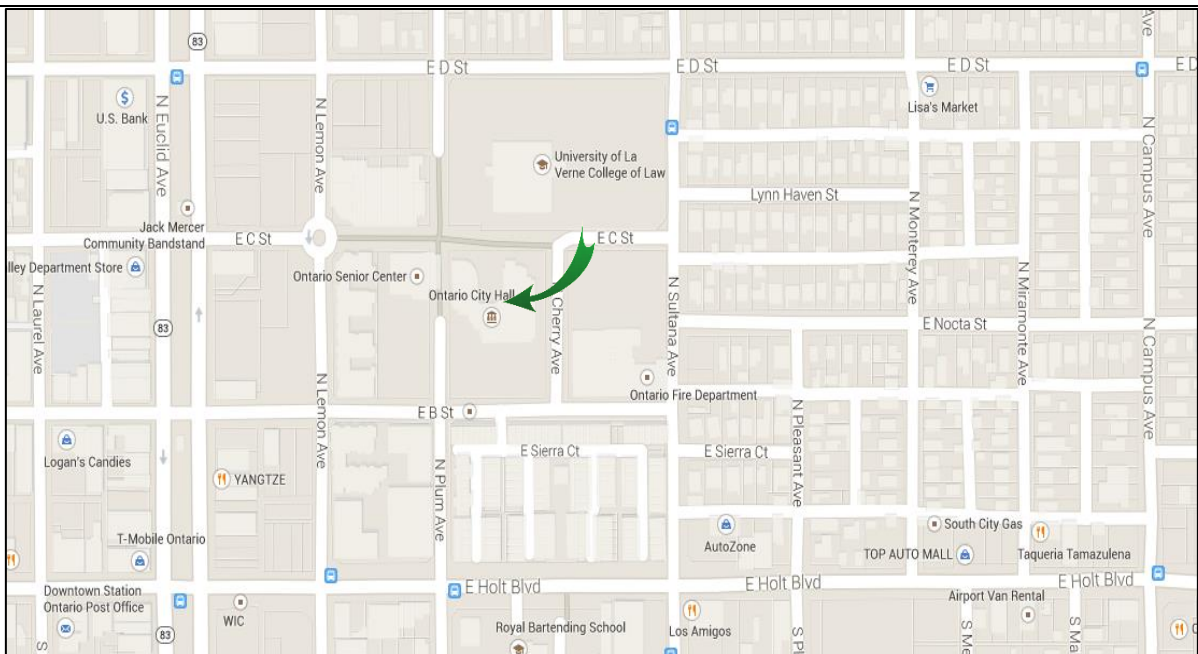 83
E D St
E D St
E D St
E D
Ave
U.S. Bank
N Euclid Ave
N Lemon Ave
Lisa's Market
University of La
Verne College of Law
N Campus Ave
Lynn Haven St
N Monterey Ave
Jack Mercer
Community Bandstand
E C St
E C St
lley Department Store
Ontario Senior Center
Ontario City Hall
N Laurel Ave
Cherry Ave
N Sultana Ave
N Miramonte Ave
83
E Nocta St
N Campus Ave
Ontario Fire Department
N Lemon Ave
E B St
N Pleasant Ave
E Sierra Ct
E Sierra Ct
Logan's Candies
YANGTZE
N Plum Ave
South City Gas
T-Mobile Ontario
AutoZone
TOP AUTO MALL
Taqueria Tamazulena
E Holt Blvd
E Holt Blvd
E Holt Blvd
Downtown Station
Ontario Post Office
WIC
Airport Van Rental
83
Royal Bartending School
Los Amigos
S
S Pl
S Me
S Ma